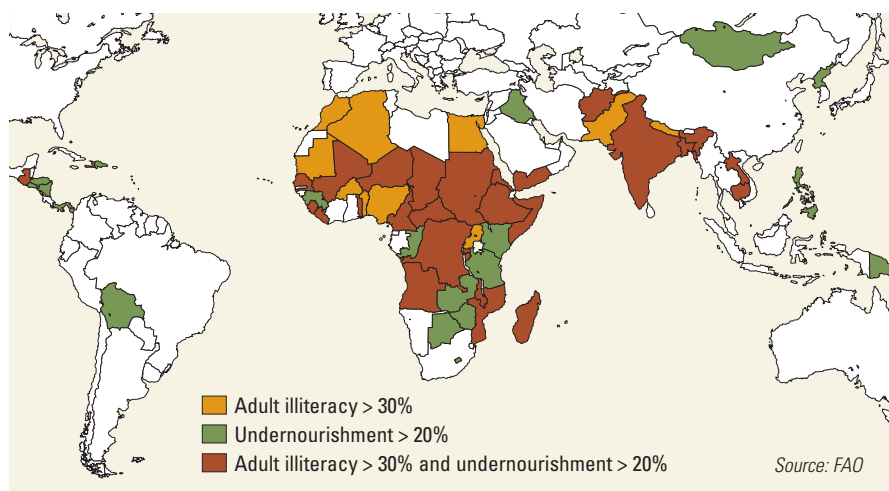 Adult illiteracy > 30%
Undernourishment > 20%
Adult illiteracy > 30% and undernourishment > 20%
Source: FAO